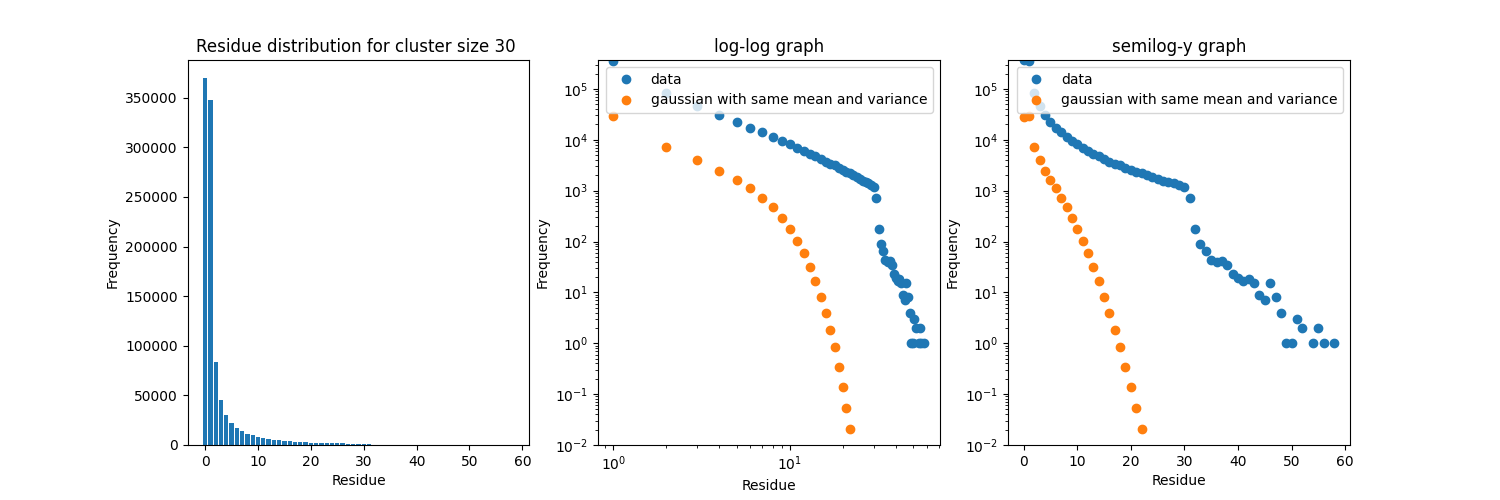 Residue distribution for cluster size 30
350000
300000
250000
200000
150000
100000
50000
0
Frequency
0 10 20 30 40 50 60
Residue
log-log graph
data
gaussian with same mean and variance
10^5
10^4
10^3
10^2
10^1
10^0
10^-1
10^-2
Frequency
10^0 10^1
Residue
semilog-y graph
data
gaussian with same mean and variance
10^5
10^4
10^3
10^2
10^1
10^0
10^-1
10^-2
Frequency
0 10 20 30 40 50 60
Residue